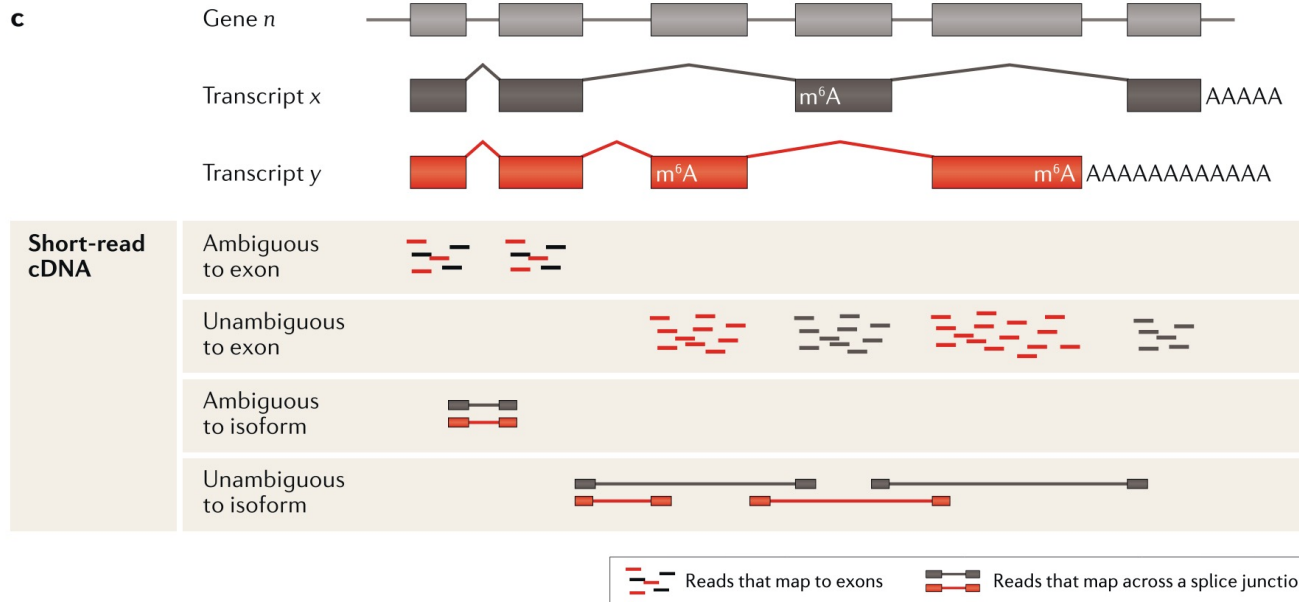 c
Gene n
Transcript x
m⁶A
AAAAA
Transcript y
m⁶A
m⁶A
AAAAAAAAAAAA
Short-read
cDNA
Ambiguous
to exon
Unambiguous
to exon
Ambiguous
to isoform
Unambiguous
to isoform
Reads that map to exons
Reads that map across a splice junctio